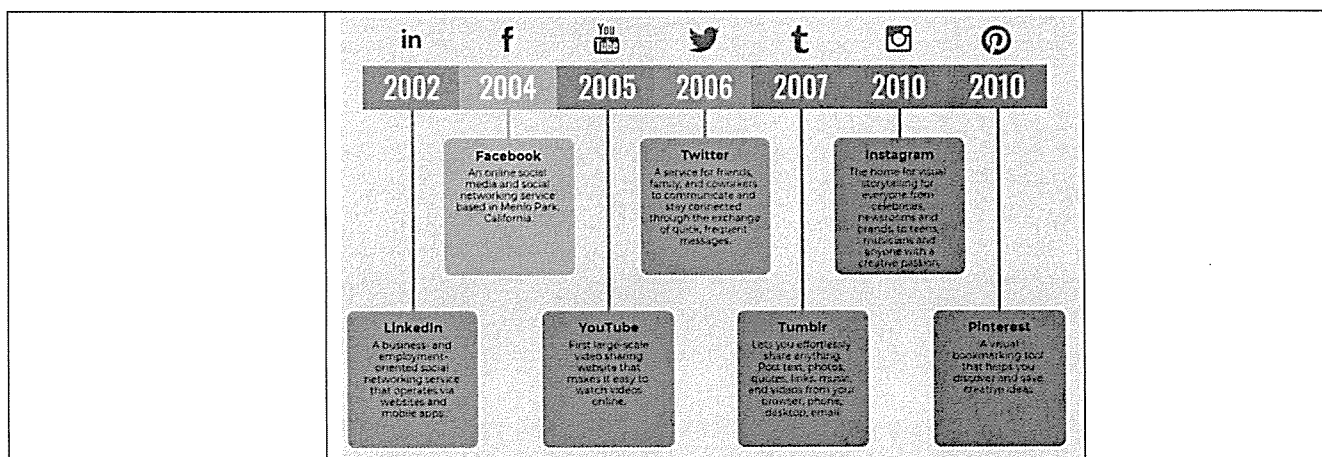 in f You Tube t
2002 2004 2005 2006 2007 2010 2010
Facebook
An online social
media and social
networking service
based in Menlo Park,
California.
Twitter
A service for friends,
family, and coworkers
to communicate and
stay connected
through the exchange
of quick, frequent
messages.
Instagram
The home for visual
storytelling for
everyone from
celebrities,
newsrooms and
brands, to teens,
musicians and
anyone with a
creative passion.
LinkedIn
A business- and
employment-
oriented social
networking service
that operates via
websites and
mobile apps.
YouTube
First large-scale
video sharing
website that
makes it easy to
watch videos
online.
Tumblr
Lets you effortlessly
share anything.
Post text, photos,
quotes, links, music,
and videos from your
browser, phone,
desktop, email
Pinterest
A visual
bookmarking tool
that helps you
discover and save
creative ideas.